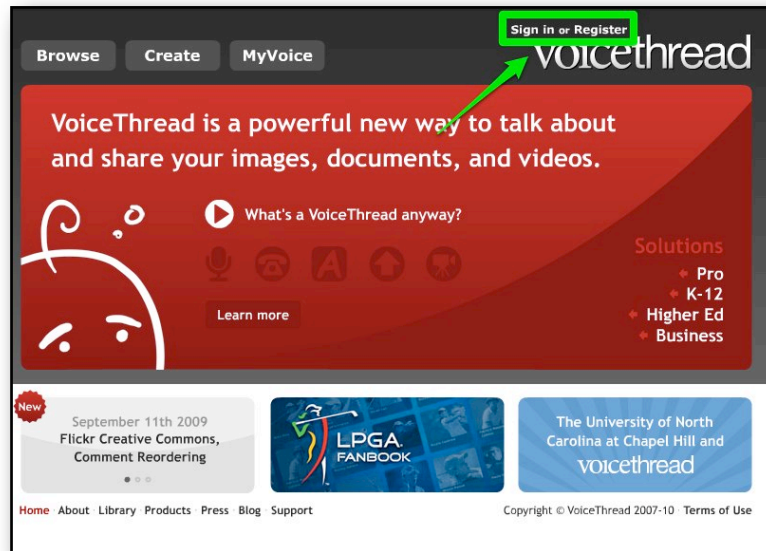 Sign in or Register
Browse Create MyVoice
voicethread
VoiceThread is a powerful new way to talk about
and share your images, documents, and videos.
What's a VoiceThread anyway?
A
Learn more
Solutions
Pro
K-12
Higher Ed
Business
New
September 11th 2009
Flickr Creative Commons,
Comment Reordering
LPGA
FANBOOK
The University of North
Carolina at Chapel Hill and
voicethread
Home · About · Library · Products · Press · Blog · Support
Copyright © VoiceThread 2007-10 · Terms of Use